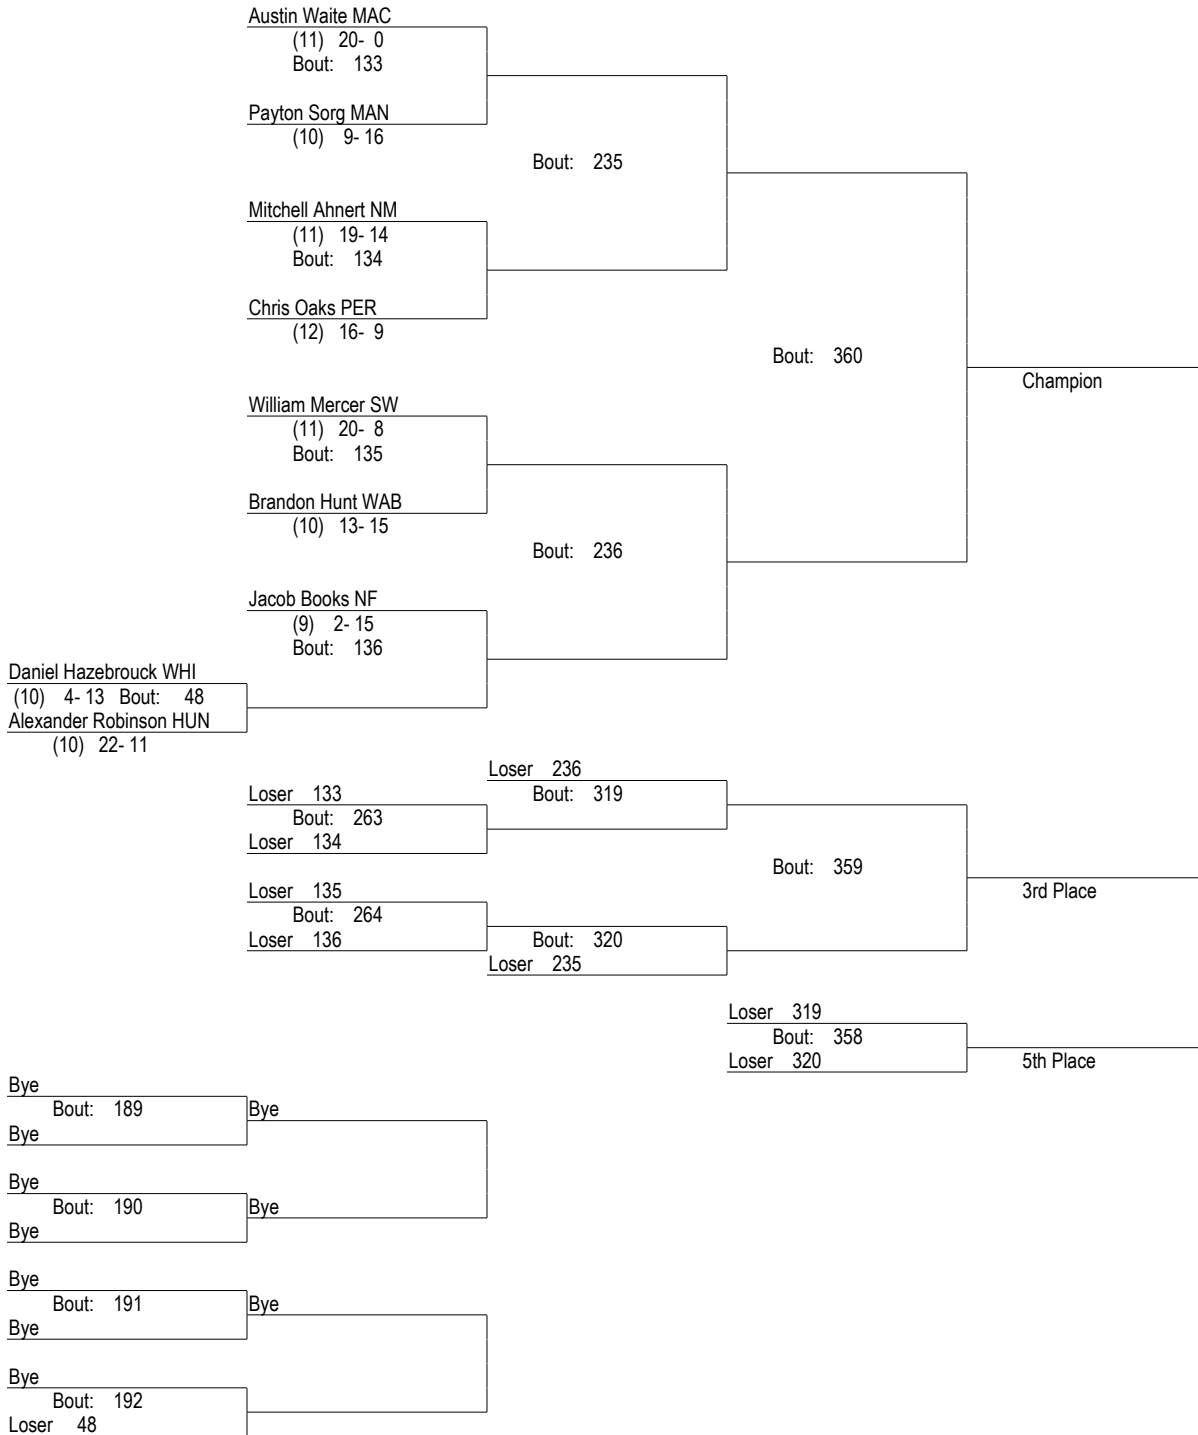 Austin Waite MAC
(11) 20- 0
Bout: 133
Payton Sorg MAN
(10) 9- 16
Bout: 235
Mitchell Ahnert NM
(11) 19- 14
Bout: 134
Chris Oaks PER
(12) 16- 9
Bout: 360
Champion
William Mercer SW
(11) 20- 8
Bout: 135
Brandon Hunt WAB
(10) 13- 15
Bout: 236
Jacob Books NF
(9) 2- 15
Bout: 136
Daniel Hazebrouck WHI
(10) 4- 13 Bout: 48
Alexander Robinson HUN
(10) 22- 11
Loser 236
Loser 133 Bout: 319
Bout: 263
Loser 134
Bout: 359
Loser 135 3rd Place
Bout: 264
Loser 136 Bout: 320
Loser 235
Loser 319
Bout: 358
Loser 320 5th Place
Bye
Bout: 189 Bye
Bye
Bye
Bout: 190 Bye
Bye
Bye
Bout: 191 Bye
Bye
Bye
Bout: 192
Loser 48